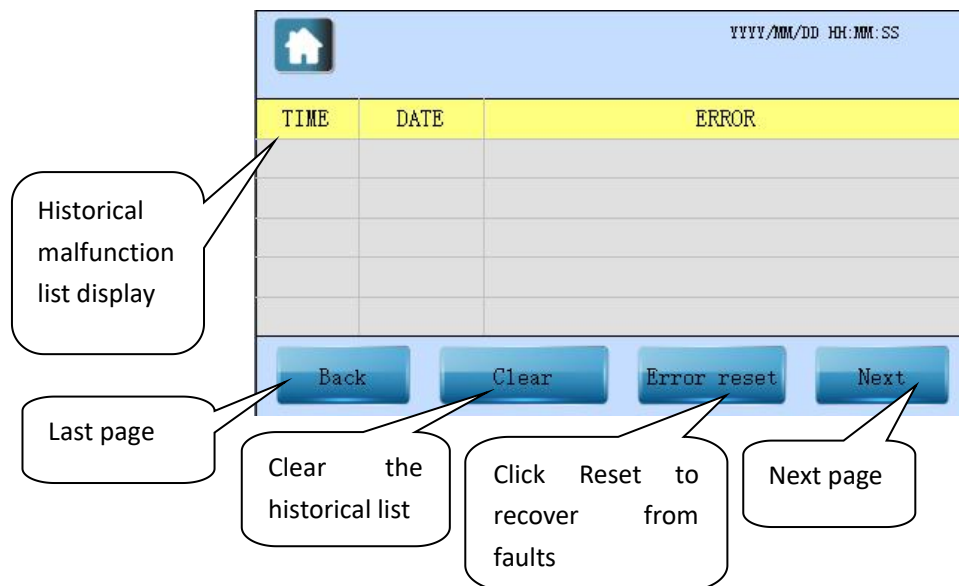 YYYY/MM/DD HH:MM:SS
TIME DATE ERROR
Historical
malfunction
list display
Back Clear Error reset Next
Last page
Clear the
historical list
Click Reset to
recover from
faults
Next page